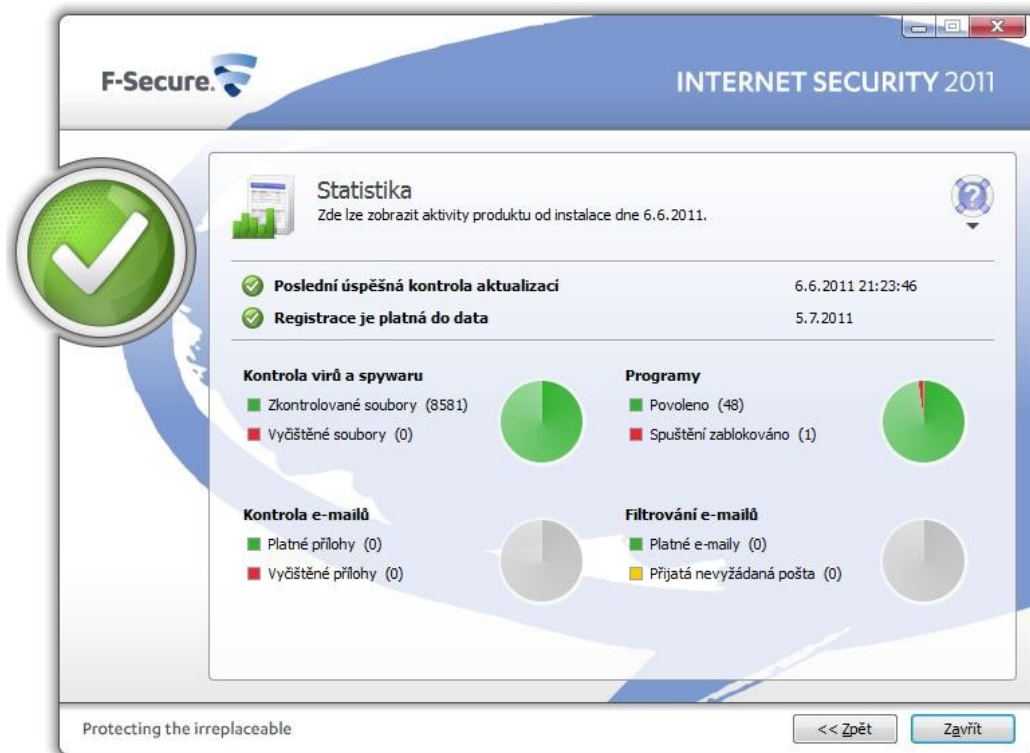 F-Secure.
INTERNET SECURITY 2011
Statistika
Zde lze zobrazit aktivity produktu od instalace dne 6.6.2011.
Poslední úspěšná kontrola aktualizací 6.6.2011 21:23:46
Registrace je platná do data 5.7.2011
Kontrola virů a spywaru
Zkontrolované soubory (8581)
Vyčištěné soubory (0)
Programy
Povoleno (48)
Spuštění zablokováno (1)
Kontrola e-mailů
Platné přílohy (0)
Vyčištěné přílohy (0)
Filtrování e-mailů
Platné e-maily (0)
Přijatá nevyžádaná pošta (0)
Protecting the irreplaceable
<< Zpět
Zavřít